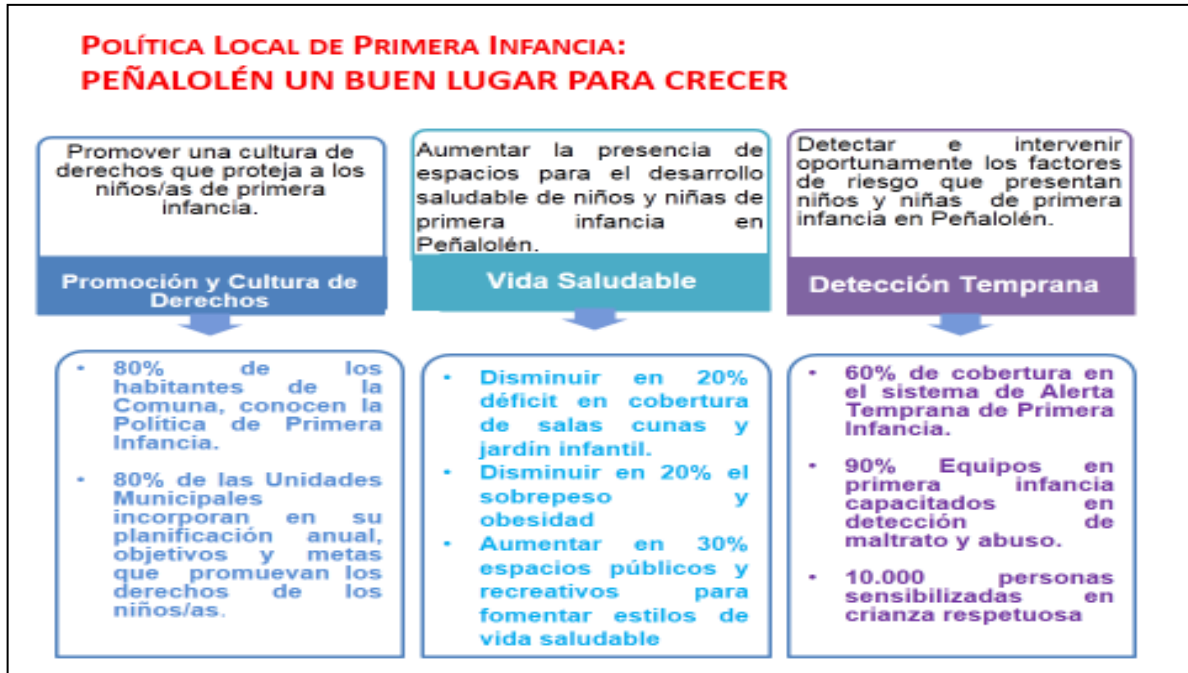 POLÍTICA LOCAL DE PRIMERA INFANCIA:
PEÑALOLÉN UN BUEN LUGAR PARA CRECER
Promover una cultura de
derechos que proteja a los
niños/as de primera
infancia.
Promoción y Cultura de
Derechos
• 80% de los
habitantes de la
Comuna, conocen la
Política de Primera
Infancia.
• 80% de las Unidades
Municipales
incorporan en su
planificación anual,
objetivos y metas
que promuevan los
derechos de los
niños/as.
Aumentar la presencia de
espacios para el desarrollo
saludable de niños y niñas de
primera infancia en
Peñalolén.
Vida Saludable
• Disminuir en 20%
déficit en cobertura
de salas cunas y
jardín infantil.
• Disminuir en 20% el
sobrepeso y
obesidad
• Aumentar en 30%
espacios públicos y
recreativos para
fomentar estilos de
vida saludable
Detectar e intervenir
oportunamente los factores
de riesgo que presentan
niños y niñas de primera
infancia en Peñalolén.
Detección Temprana
• 60% de cobertura en
el sistema de Alerta
Temprana de Primera
Infancia.
• 90% Equipos en
primera infancia
capacitados en
detección de
maltrato y abuso.
• 10.000 personas
sensibilizadas en
crianza respetuosa